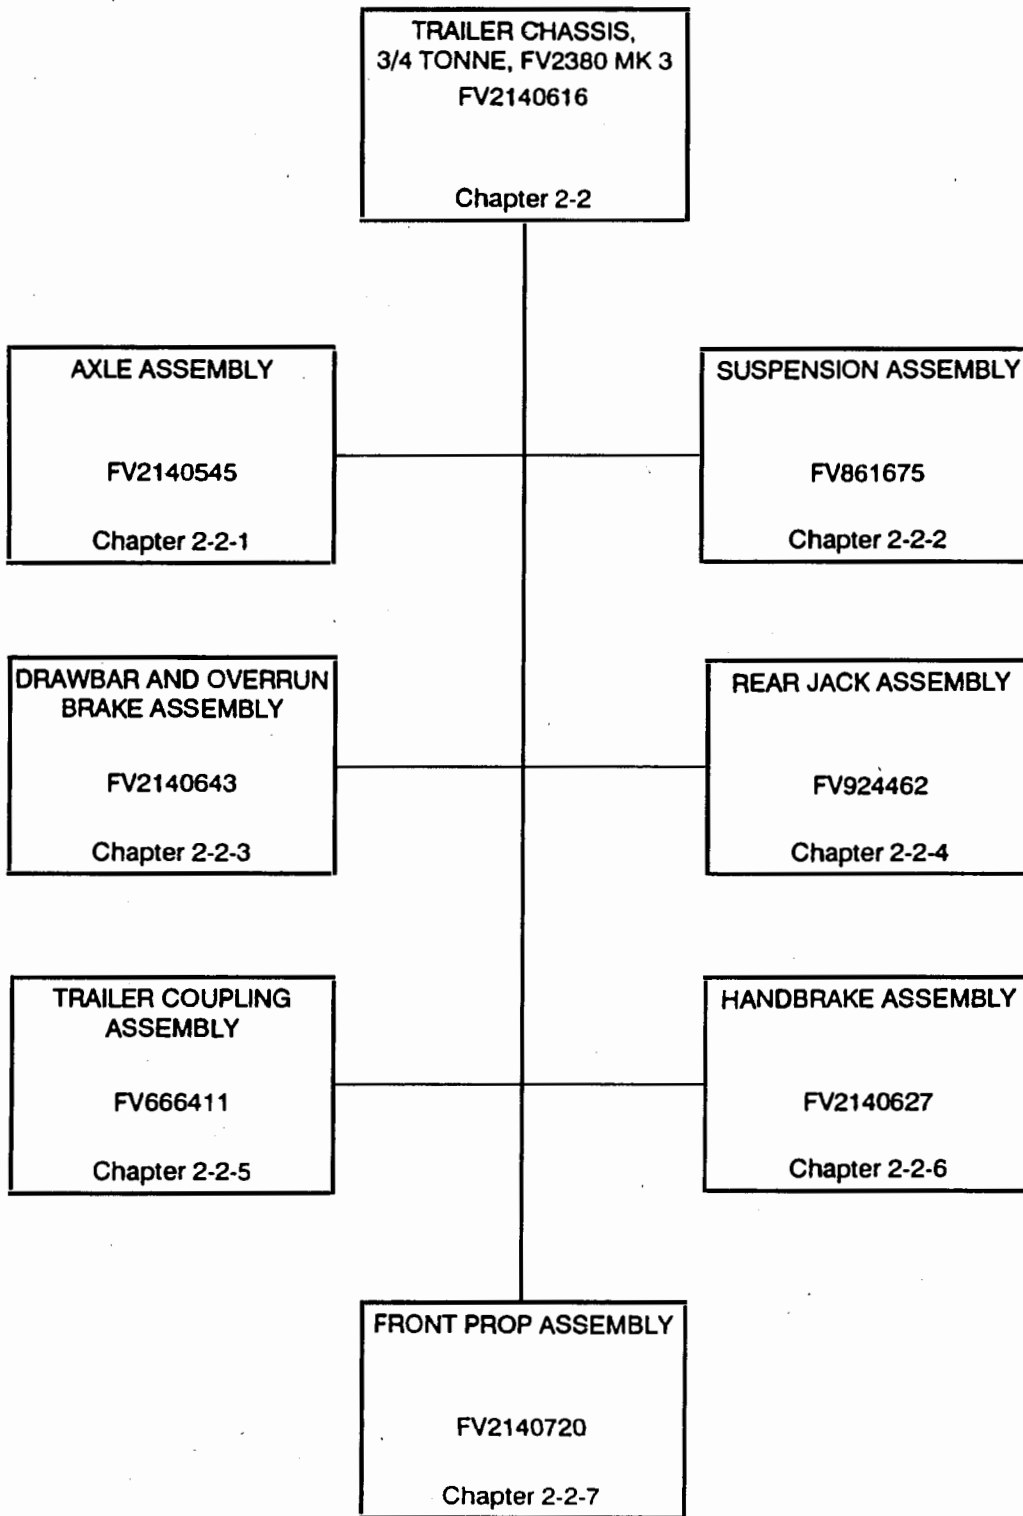 TRAILER CHASSIS,
3/4 TONNE, FV2380 MK 3
FV2140616
Chapter 2-2
AXLE ASSEMBLY
FV2140545
Chapter 2-2-1
SUSPENSION ASSEMBLY
FV861675
Chapter 2-2-2
DRAWBAR AND OVERRUN
BRAKE ASSEMBLY
FV2140643
Chapter 2-2-3
REAR JACK ASSEMBLY
FV924462
Chapter 2-2-4
TRAILER COUPLING
ASSEMBLY
FV666411
Chapter 2-2-5
HANDBRAKE ASSEMBLY
FV2140627
Chapter 2-2-6
FRONT PROP ASSEMBLY
FV2140720
Chapter 2-2-7